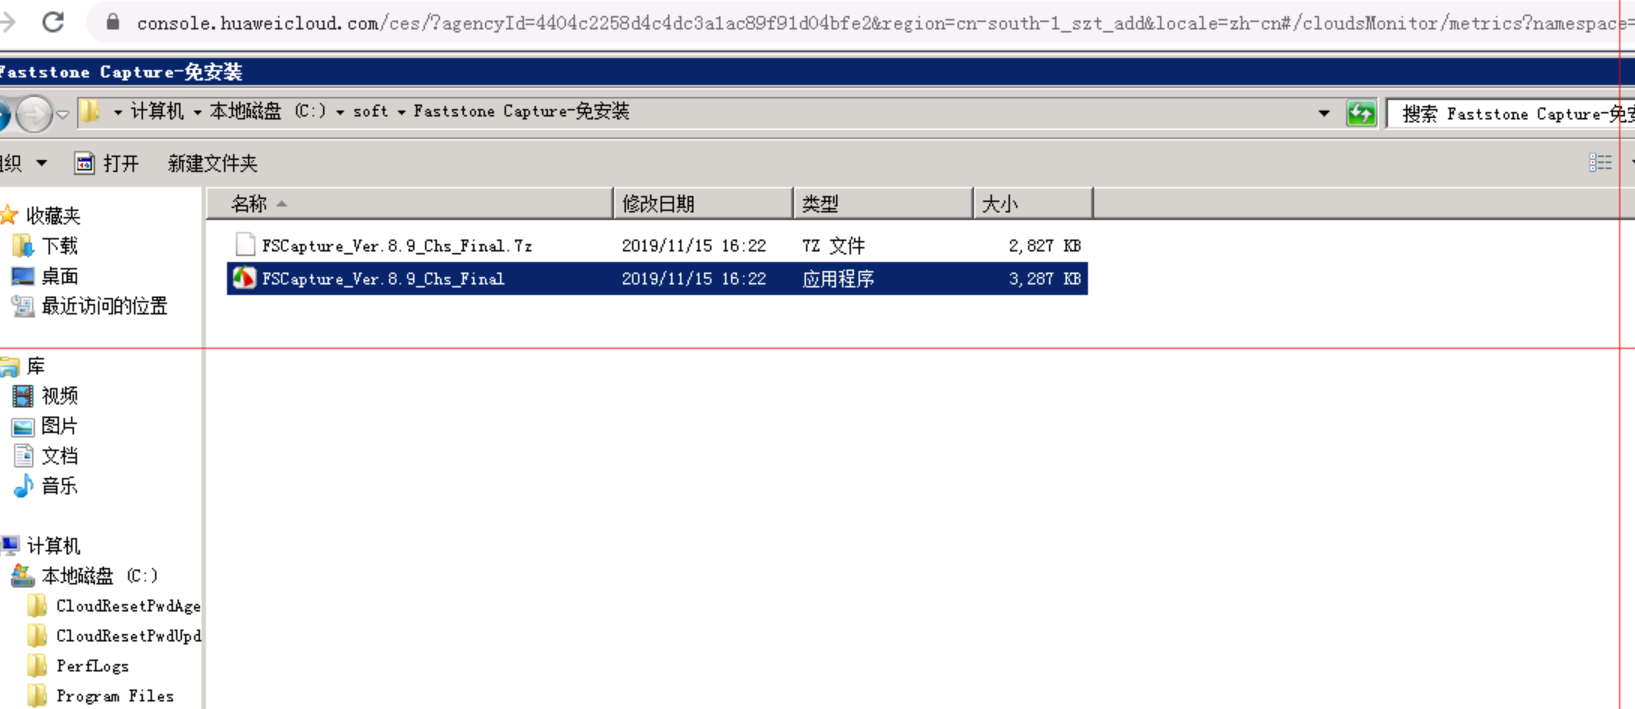 console.huaweicloud.com/ces/?agencyId=4404c2258d4c4dc3a1ac89f91d04bfe2&region=cn-south-1_szt_add&locale=zh-cn#/cloudsMonitor/metrics?namespace=
Faststone Capture-免安装
计算机 本地磁盘 (C:) soft Faststone Capture-免安装
搜索 Faststone Capture-免安
组织 打开 新建文件夹
名称 修改日期 类型 大小
收藏夹
下载
桌面
最近访问的位置
库
视频
图片
文档
音乐
计算机
本地磁盘 (C:)
CloudResetPwdAge
CloudResetPwdUpd
PerfLogs
Program Files
FSCapture_Ver.8.9_Chs_Final.7z 2019/11/15 16:22 7Z 文件 2,827 KB
FSCapture_Ver.8.9_Chs_Final 2019/11/15 16:22 应用程序 3,287 KB